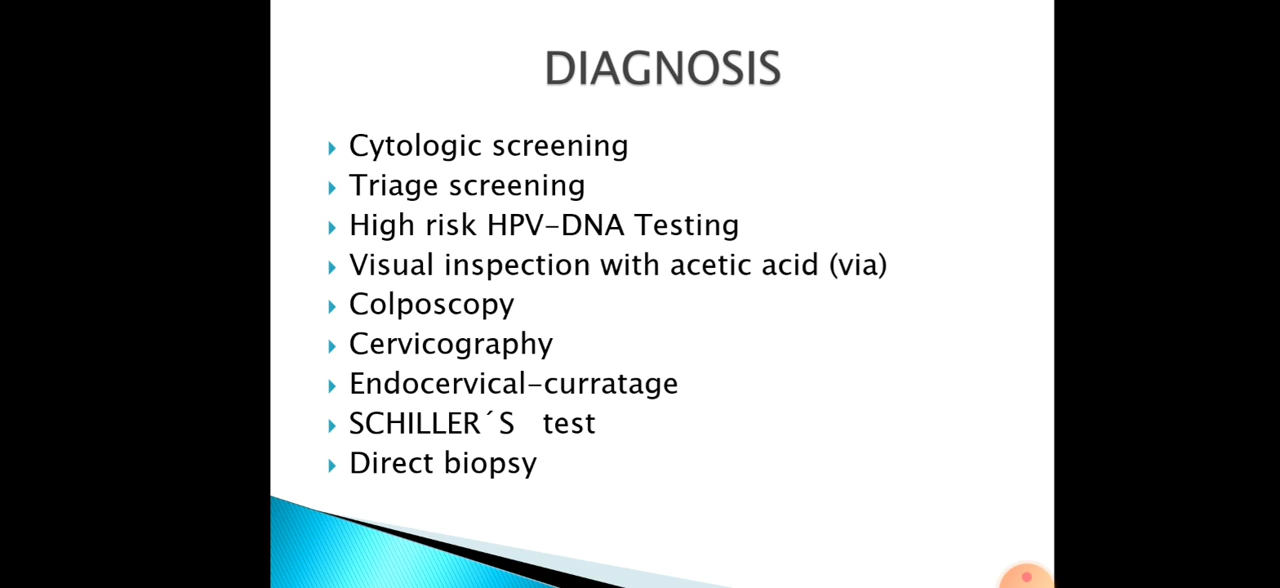 DIAGNOSIS
Cytologic screening
Triage screening
High risk HPV-DNA Testing
Visual inspection with acetic acid (via)
Colposcopy
Cervicography
Endocervical-curratage
SCHILLER´S test
Direct biopsy